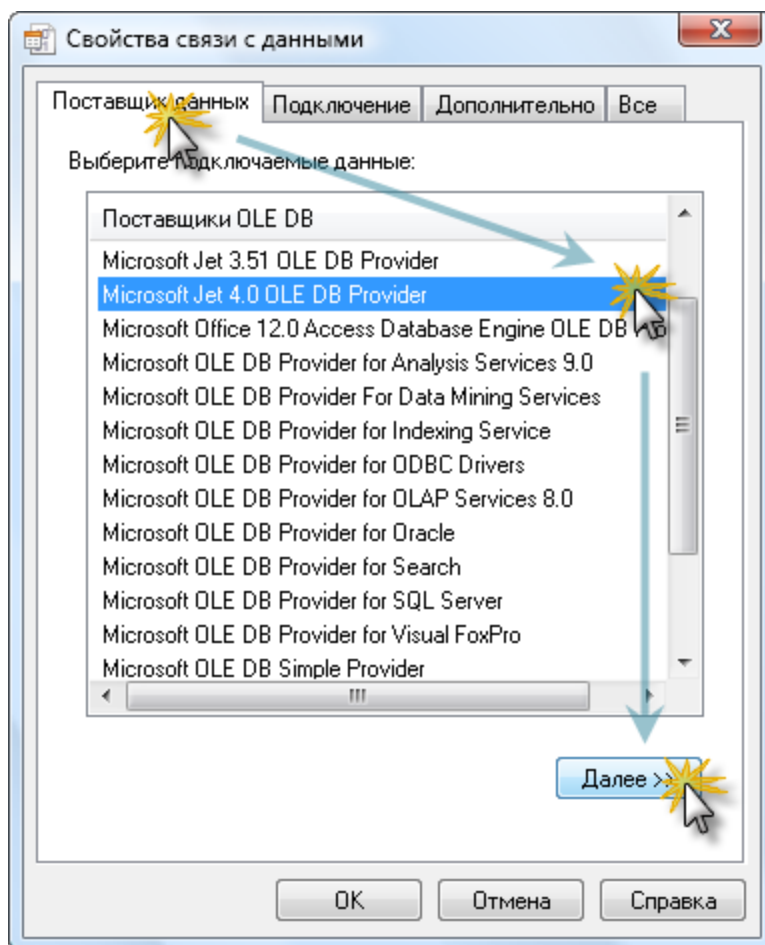 Свойства связи с данными
Поставщик данных Подключение Дополнительно Все
Выберите подключаемые данные:
Поставщики OLE DB
Microsoft Jet 3.51 OLE DB Provider
Microsoft Jet 4.0 OLE DB Provider
Microsoft Office 12.0 Access Database Engine OLE DB Pro
Microsoft OLE DB Provider for Analysis Services 9.0
Microsoft OLE DB Provider For Data Mining Services
Microsoft OLE DB Provider for Indexing Service
Microsoft OLE DB Provider for ODBC Drivers
Microsoft OLE DB Provider for OLAP Services 8.0
Microsoft OLE DB Provider for Oracle
Microsoft OLE DB Provider for Search
Microsoft OLE DB Provider for SQL Server
Microsoft OLE DB Provider for Visual FoxPro
Microsoft OLE DB Simple Provider
Далее >>
OK Отмена Справка